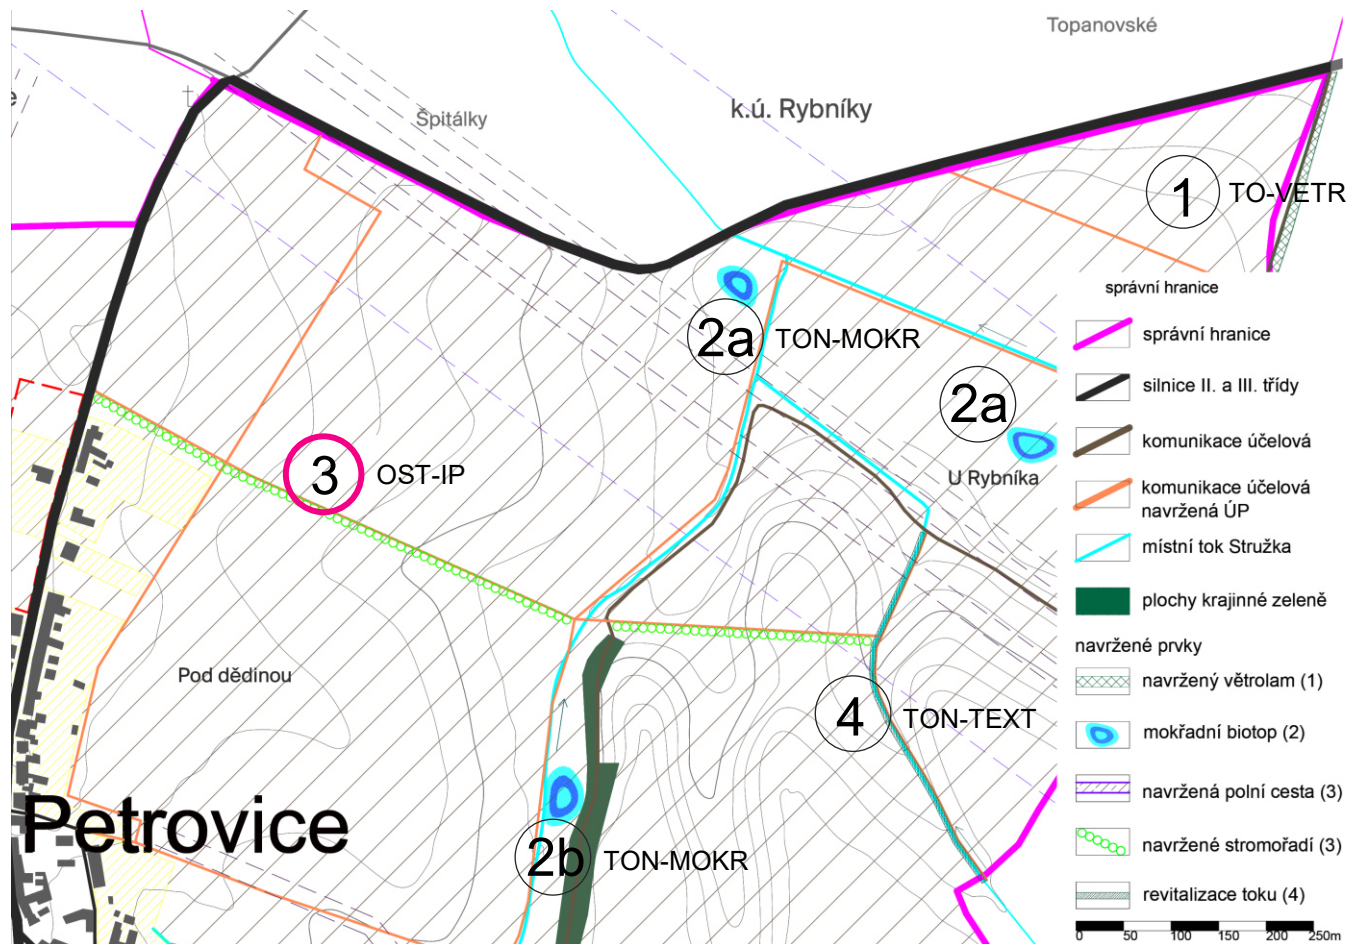 Topanovské
k.ú. Rybníky
Špitálky
e
1 TO-VETR
2a TON-MOKR
2a
U Rybníka
3 OST-IP
Pod dědinou
4 TON-TEXT
Petrovice
2b TON-MOKR
správní hranice
správní hranice
silnice II. a III. třídy
komunikace účelová
komunikace účelová
navržená ÚP
místní tok Stružka
plochy krajinné zeleně
navržené prvky
navržený větrolam (1)
mokřadní biotop (2)
navržená polní cesta (3)
navržené stromořadí (3)
revitalizace toku (4)
0 50 100 150 200 250m